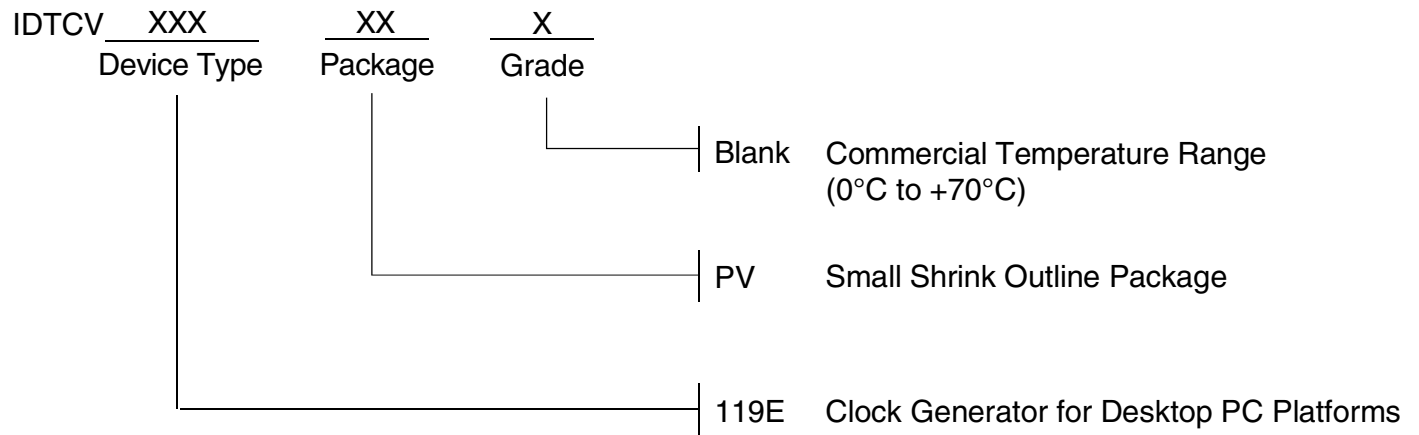 IDTCV XXX XX X
Device Type Package Grade
Blank Commercial Temperature Range
(0°C to +70°C)
PV Small Shrink Outline Package
119E Clock Generator for Desktop PC Platforms